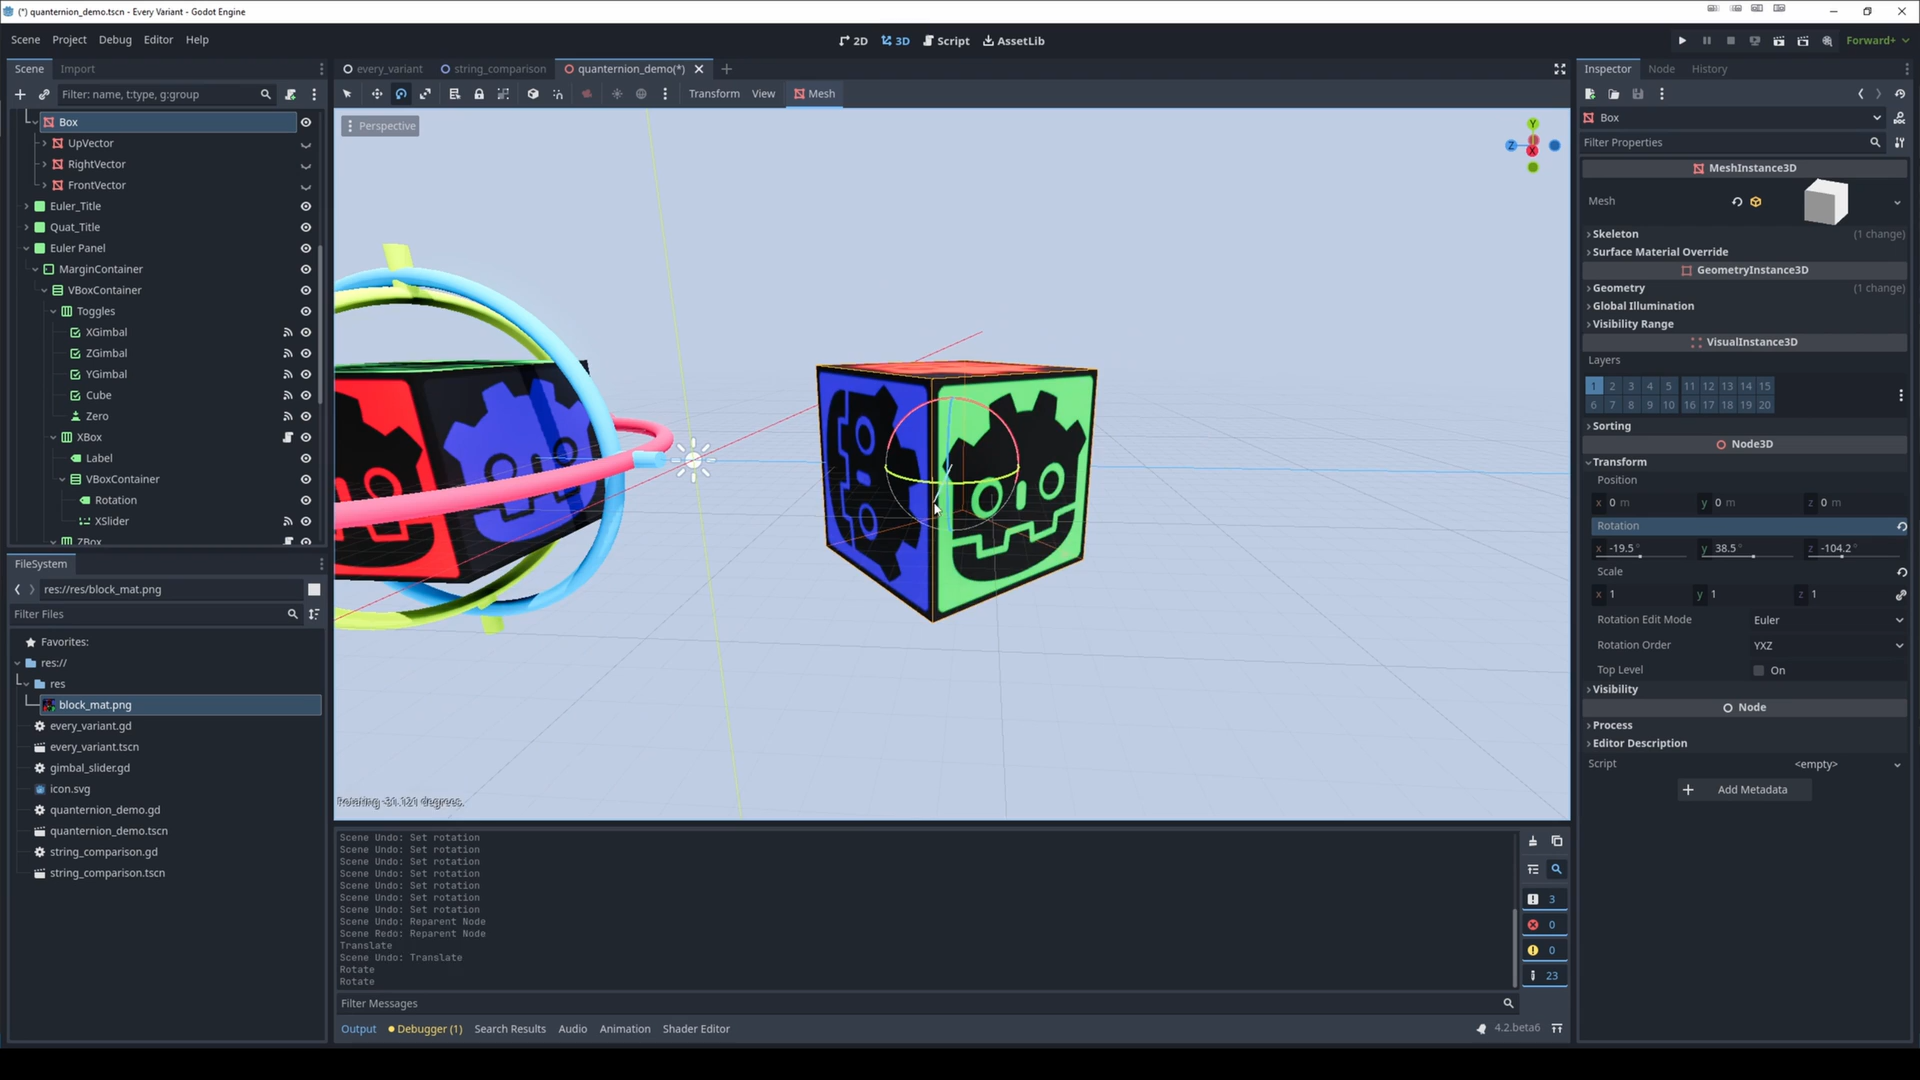 (*) quanternion_demo.tscn - Every Variant - Godot Engine
Scene Project Debug Editor Help
2D 3D Script AssetLib
Forward+
Scene Import
Filter: name, t:type, g:group
Box
UpVector
RightVector
FrontVector
Euler_Title
Quat_Title
Euler Panel
MarginContainer
VBoxContainer
Toggles
XGimbal
ZGimbal
YGimbal
Cube
Zero
XBox
Label
VBoxContainer
Rotation
XSlider
ZBox
FileSystem
res://res/block_mat.png
Filter Files
Favorites:
res://
res
block_mat.png
every_variant.gd
every_variant.tscn
gimbal_slider.gd
icon.svg
quanternion_demo.gd
quanternion_demo.tscn
string_comparison.gd
string_comparison.tscn
every_variant string_comparison quanternion_demo(*)
Transform View Mesh
Perspective
Y
Z X
Rotating -31.121 degrees.
Scene Undo: Set rotation
Scene Undo: Set rotation
Scene Undo: Set rotation
Scene Undo: Set rotation
Scene Undo: Set rotation
Scene Undo: Set rotation
Scene Undo: Set rotation
Scene Undo: Reparent Node
Scene Redo: Reparent Node
Translate
Scene Undo: Translate
Rotate
Rotate
3
0
0
23
Filter Messages
Output Debugger (1) Search Results Audio Animation Shader Editor
4.2.beta6
Inspector Node History
Box
Filter Properties
MeshInstance3D
Mesh
Skeleton (1 change)
Surface Material Override
GeometryInstance3D
Geometry (1 change)
Global Illumination
Visibility Range
VisualInstance3D
Layers
1 2 3 4 5 11 12 13 14 15
6 7 8 9 10 16 17 18 19 20
Sorting
Node3D
Transform
Position
x 0 m y 0 m z 0 m
Rotation
x -19.5 ° y 38.5 ° z -104.2 °
Scale
x 1 y 1 z 1
Rotation Edit Mode Euler
Rotation Order YXZ
Top Level On
Visibility
Node
Process
Editor Description
Script <empty>
Add Metadata